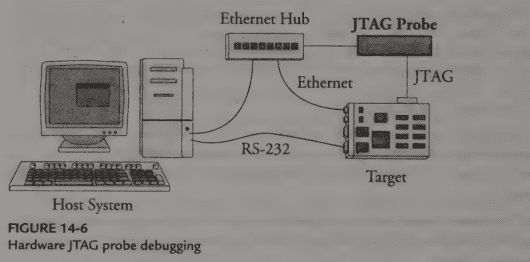 Ethernet Hub
JTAG Probe
Ethernet
JTAG
RS-232
Host System
Target
FIGURE 14-6
Hardware JTAG probe debugging